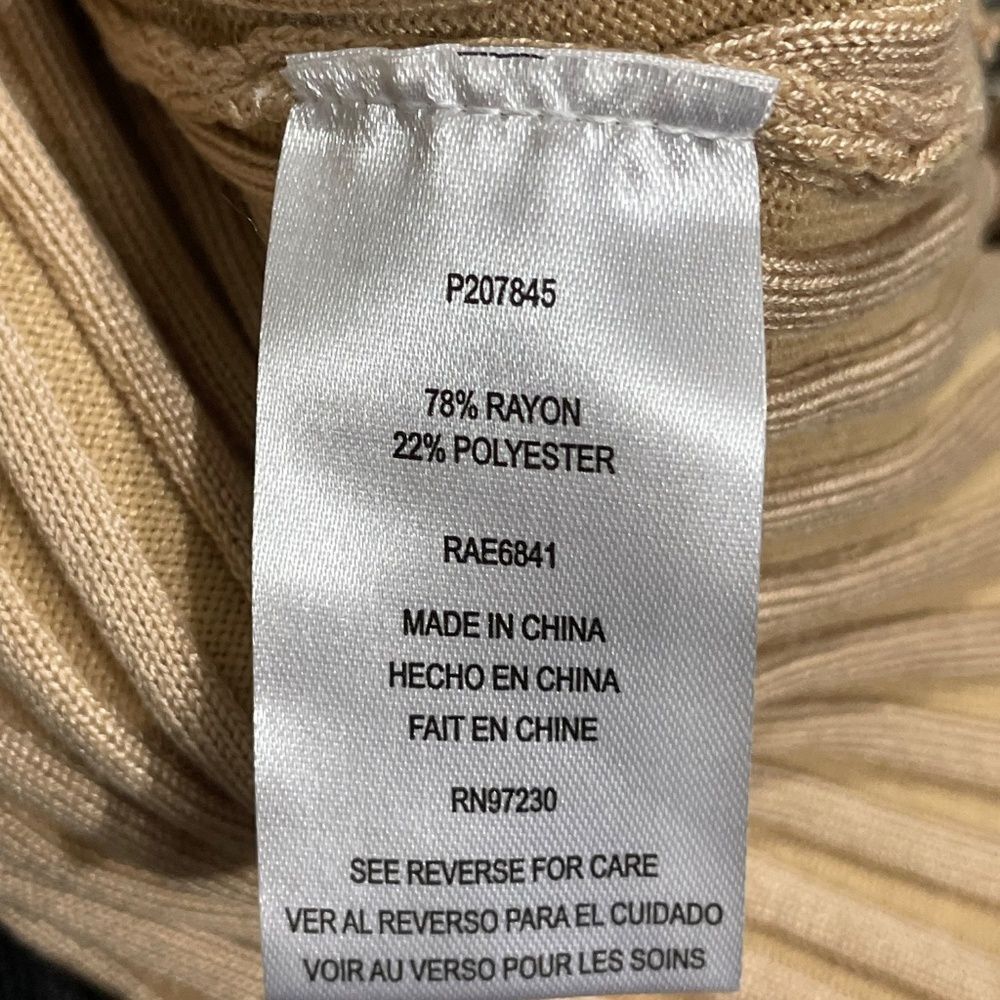 P207845
78% RAYON
22% POLYESTER
RAE6841
MADE IN CHINA
HECHO EN CHINA
FAIT EN CHINE
RN97230
SEE REVERSE FOR CARE
VER AL REVERSO PARA EL CUIDADO
VOIR AU VERSO POUR LES SOINS